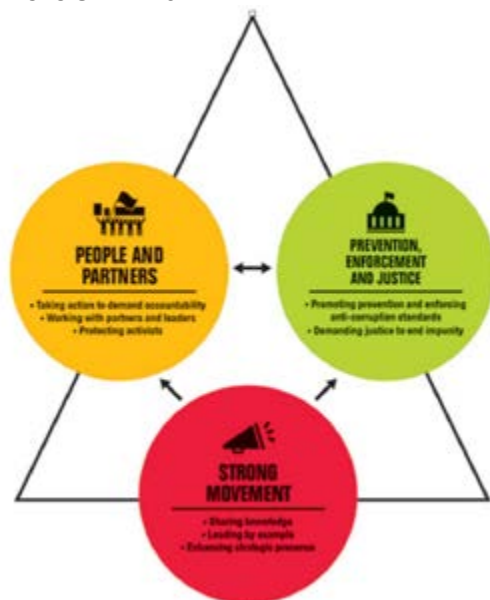 PEOPLE AND
PARTNERS
• Taking action to demand accountability
• Working with partners and leaders
• Protecting activists
PREVENTION,
ENFORCEMENT
AND JUSTICE
• Promoting prevention and enforcing
anti-corruption standards
• Demanding justice to end impunity
STRONG
MOVEMENT
• Sharing knowledge
• Leading by example
• Enhancing strategic presence